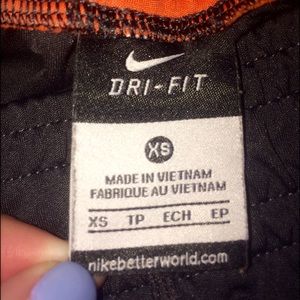 DRI-FIT
XS
MADE IN VIETNAM
FABRIQUE AU VIETNAM
XS TP ECH EP
nikebetterworld.com/